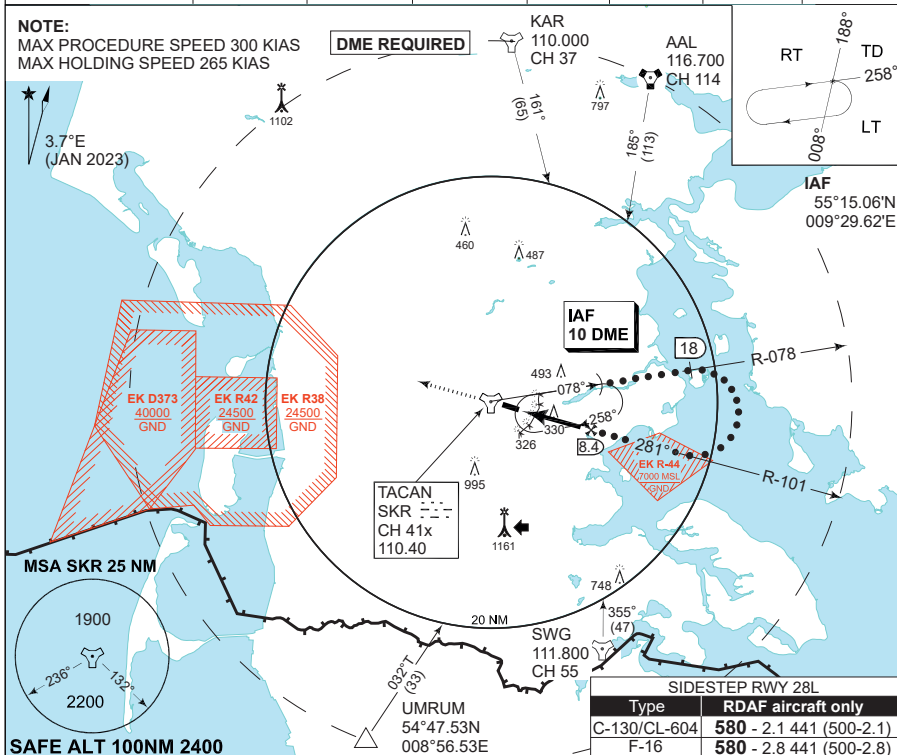 NOTE:
MAX PROCEDURE SPEED 300 KIAS
MAX HOLDING SPEED 265 KIAS
DME REQUIRED
KAR
110.000
CH 37
AAL
116.700
CH 114
188°
RT
TD
258°
LT
008°
IAF
55°15.06'N
009°29.62'E
3.7°E
(JAN 2023)
1102
797
161°
(65)
185°
(113)
460
487
IAF
10 DME
18
R-078
493
078°
258°
330
326
8.4
281°
R-101
EK R-44
7000 MSL
GND
EK D373
40000
GND
EK R42
24500
GND
EK R38
24500
GND
995
TACAN
SKR
CH 41x
110.40
1161
748
20 NM
355°
(47)
SWG
111.800
CH 55
032°T
(33)
UMRUM
54°47.53N
008°56.53E
MSA SKR 25 NM
1900
236°
132°
2200
SAFE ALT 100NM 2400
SIDESTEP RWY 28L
Type RDAF aircraft only
C-130/CL-604 580 - 2.1 441 (500-2.1)
F-16 580 - 2.8 441 (500-2.8)